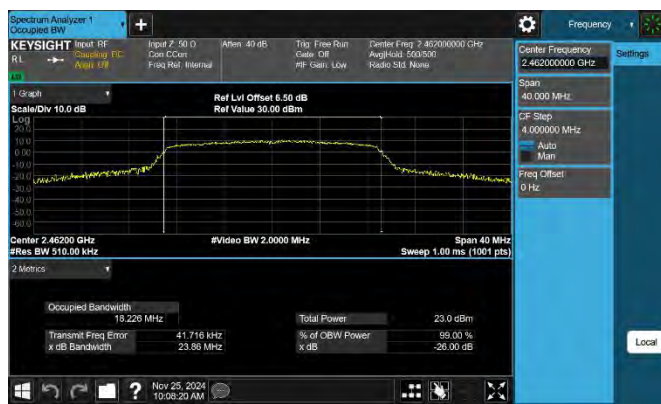 Spectrum Analyzer 1
Occupied BW
Frequency
KEYSIGHT Input: RF
Coupling: DC
Align: Off
RL
Input Z: 50 Ω
Corr CCorr
Freq Ref: Internal
Atten: 40 dB
Trig: Free Run
Gate: Off
#IF Gain: Low
Center Freq: 2.462000000 GHz
Avg|Hold: 500/500
Radio Std: None
Center Frequency
2.462000000 GHz
Settings
Span
40.000 MHz
CF Step
4.000000 MHz
Auto
Man
Freq Offset
0 Hz
Local
1 Graph
Scale/Div 10.0 dB
Ref Lvl Offset 6.50 dB
Ref Value 30.00 dBm
Log
20.0
10.0
0.00
-10.0
-20.0
-30.0
-40.0
-50.0
-60.0
Center 2.46200 GHz
#Res BW 510.00 kHz
#Video BW 2.0000 MHz
Span 40 MHz
Sweep 1.00 ms (1001 pts)
2 Metrics
Occupied Bandwidth
18.226 MHz
Total Power 23.0 dBm
Transmit Freq Error 41.716 kHz
% of OBW Power 99.00 %
x dB Bandwidth 23.86 MHz
x dB -26.00 dB
?
Nov 25, 2024
10:08:20 AM